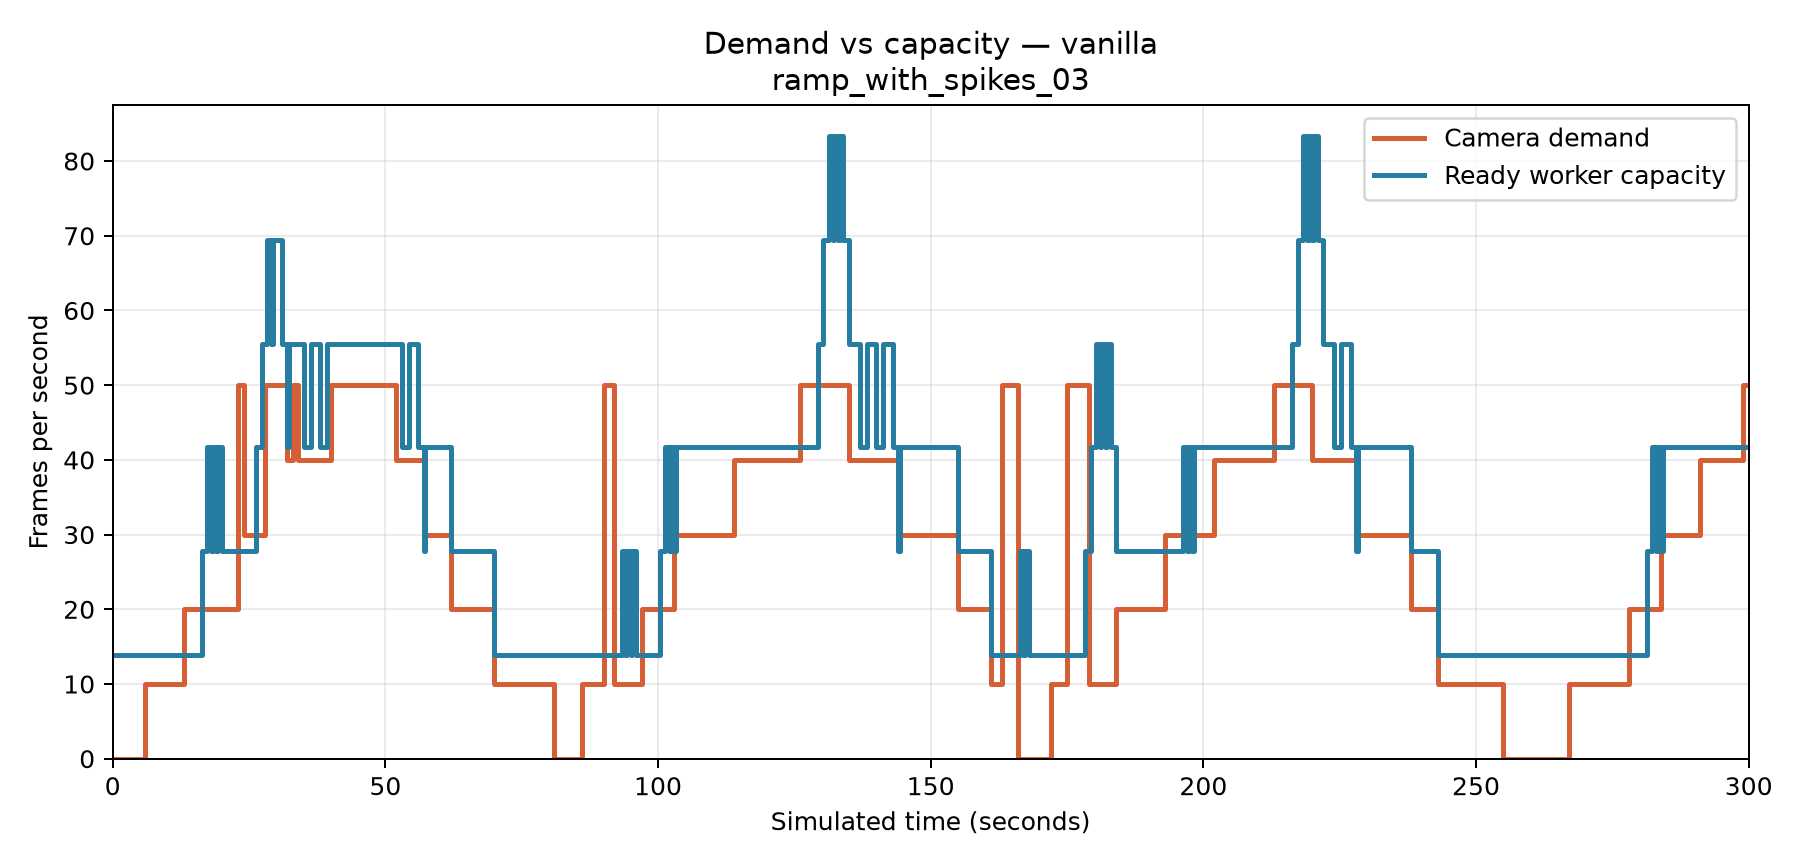 Demand vs capacity — vanilla
ramp_with_spikes_03
Camera demand
Ready worker capacity
Frames per second
80
70
60
50
40
30
20
10
0
0 50 100 150 200 250 300
Simulated time (seconds)